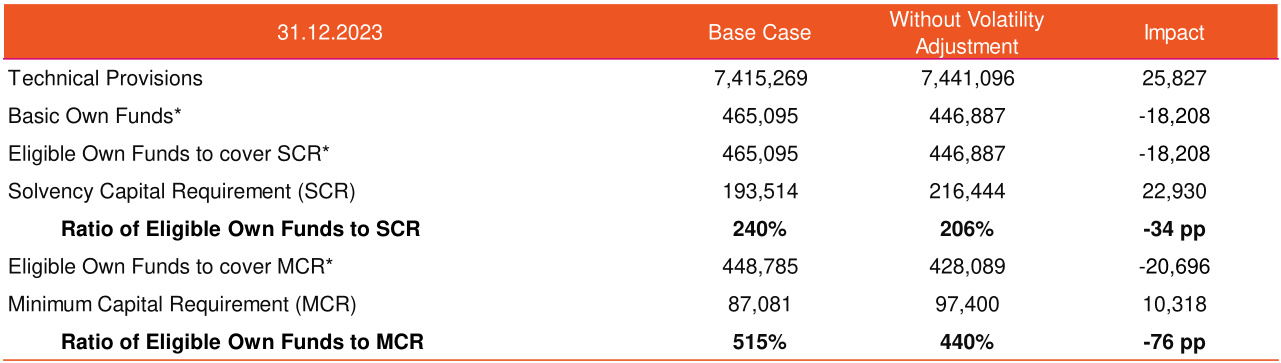 31.12.2023 Base Case Without Volatility Adjustment Impact
Technical Provisions 7,415,269 7,441,096 25,827
Basic Own Funds* 465,095 446,887 -18,208
Eligible Own Funds to cover SCR* 465,095 446,887 -18,208
Solvency Capital Requirement (SCR) 193,514 216,444 22,930
Ratio of Eligible Own Funds to SCR 240% 206% -34 pp
Eligible Own Funds to cover MCR* 448,785 428,089 -20,696
Minimum Capital Requirement (MCR) 87,081 97,400 10,318
Ratio of Eligible Own Funds to MCR 515% 440% -76 pp